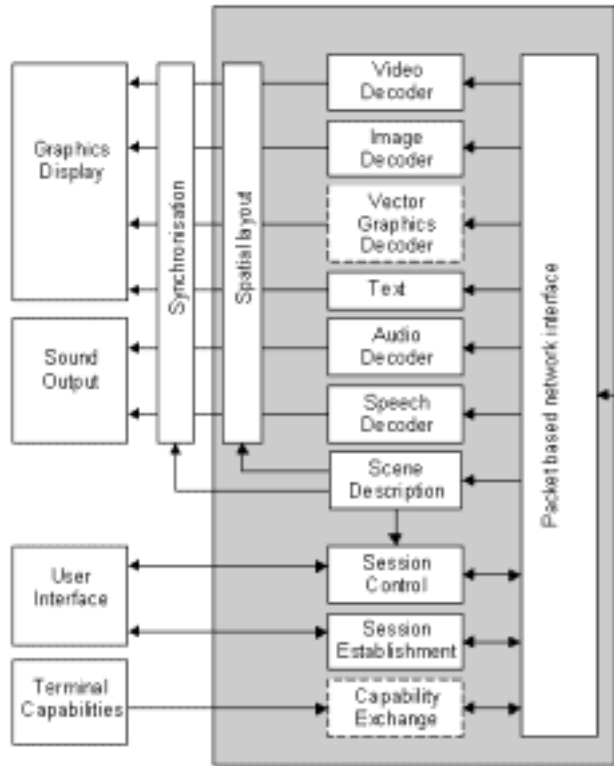 Graphics
Display
Sound
Output
User
Interface
Terminal
Capabilities
Synchronisation
Spatial layout
Video
Decoder
Image
Decoder
Vector
Graphics
Decoder
Text
Audio
Decoder
Speech
Decoder
Scene
Description
Session
Control
Session
Establishment
Capability
Exchange
Packet based network interface